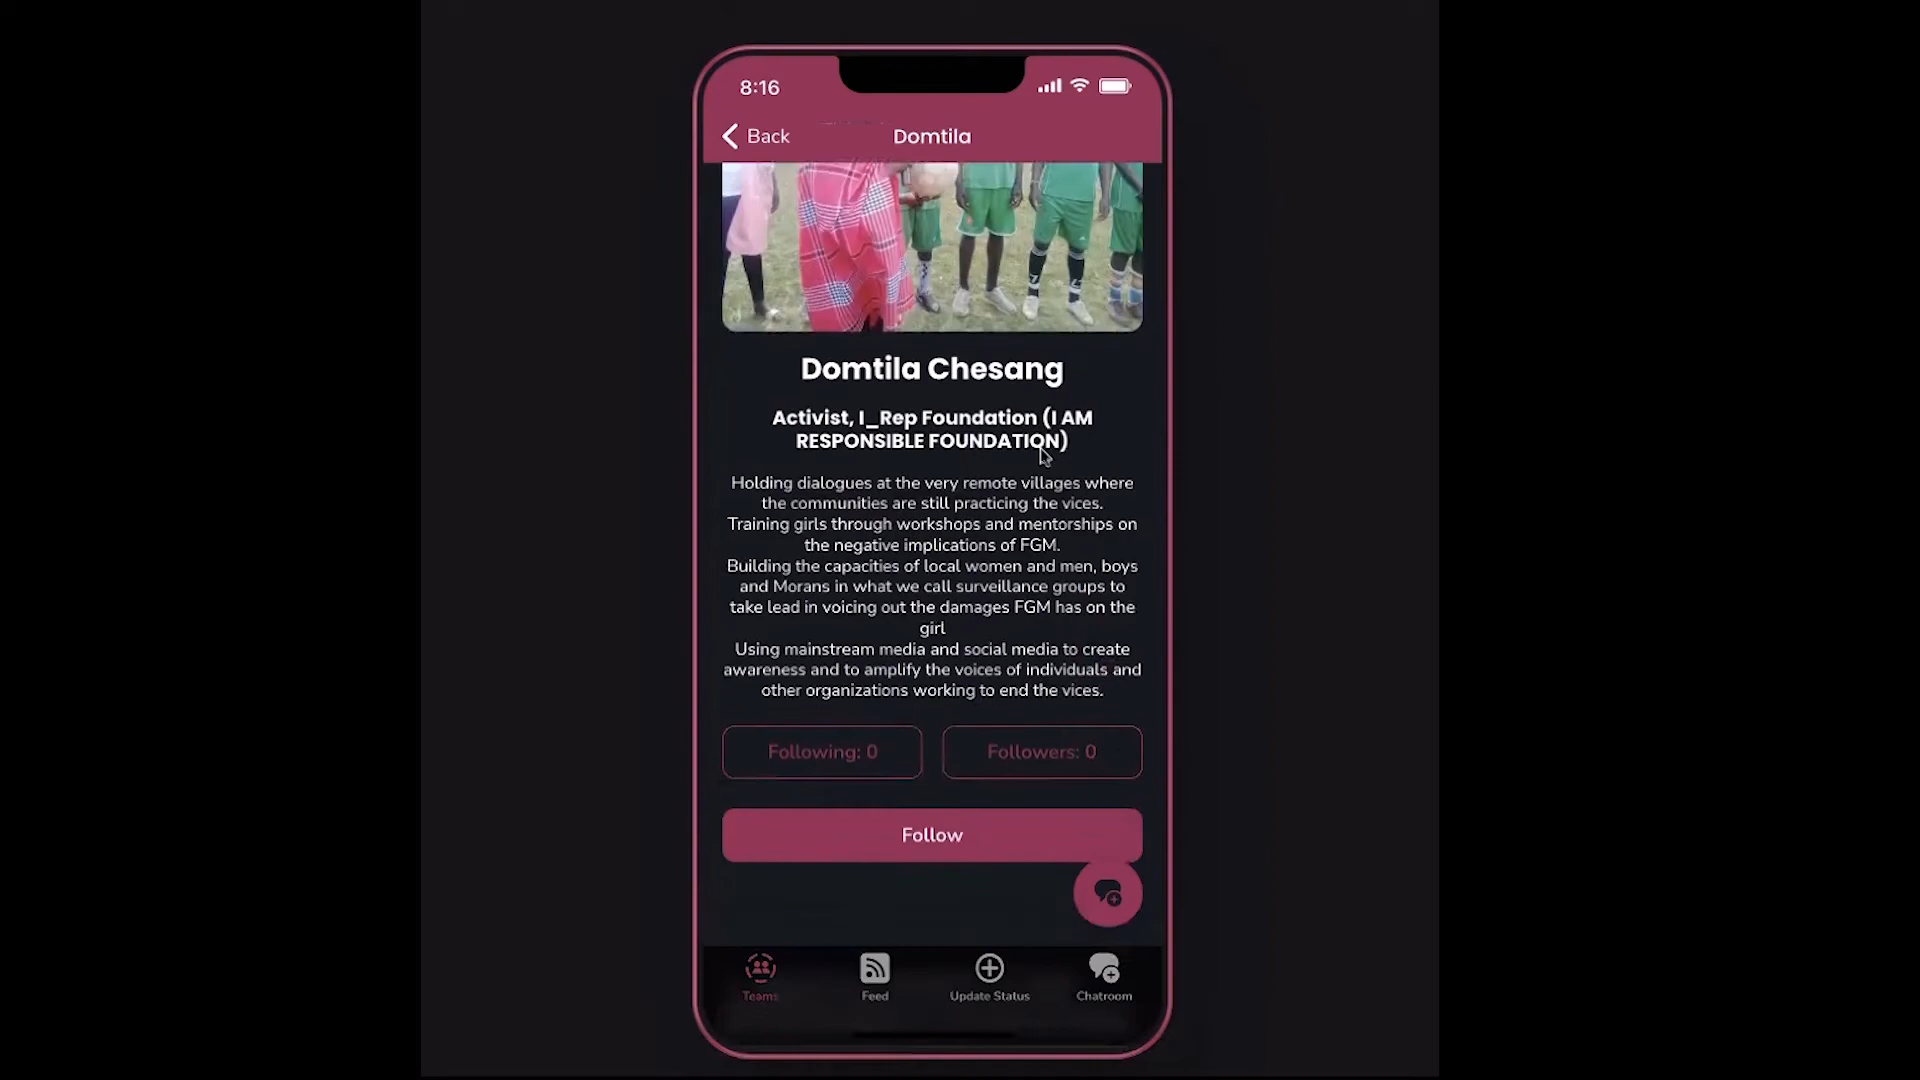 8:16
Back
Domtila
Domtila Chesang
Activist, I_Rep Foundation (I AM
RESPONSIBLE FOUNDATION)
Holding dialogues at the very remote villages where
the communities are still practicing the vices.
Training girls through workshops and mentorships on
the negative implications of FGM.
Building the capacities of local women and men, boys
and Morans in what we call surveillance groups to
take lead in voicing out the damages FGM has on the
girl
Using mainstream media and social media to create
awareness and to amplify the voices of individuals and
other organizations working to end the vices.
Following: 0
Followers: 0
Follow
Teams
Feed
Update Status
Chatroom